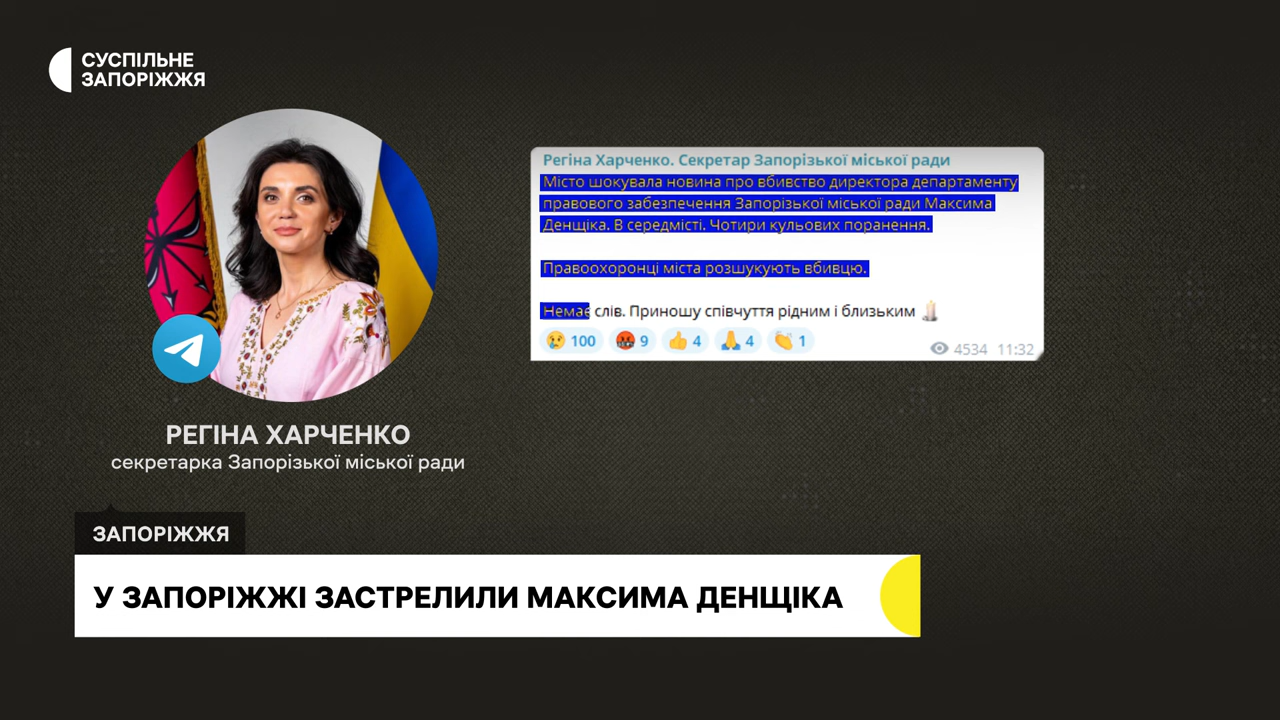 СУСПІЛЬНЕ
ЗАПОРІЖЖЯ
Регіна Харченко. Секретар Запорізької міської ради
Місто шокувала новина про вбивство директора департаменту
правового забезпечення Запорізької міської ради Максима
Денщіка. В середмісті. Чотири кульових поранення.
Правоохоронці міста розшукують вбивцю.
Немає слів. Приношу співчуття рідним і близьким 🕯️
😢 100 🤬 9 👍 4 🙏 4 👏 1
4534 11:32
РЕГІНА ХАРЧЕНКО
секретарка Запорізької міської ради
ЗАПОРІЖЖЯ
У ЗАПОРІЖЖІ ЗАСТРЕЛИЛИ МАКСИМА ДЕНЩІКА